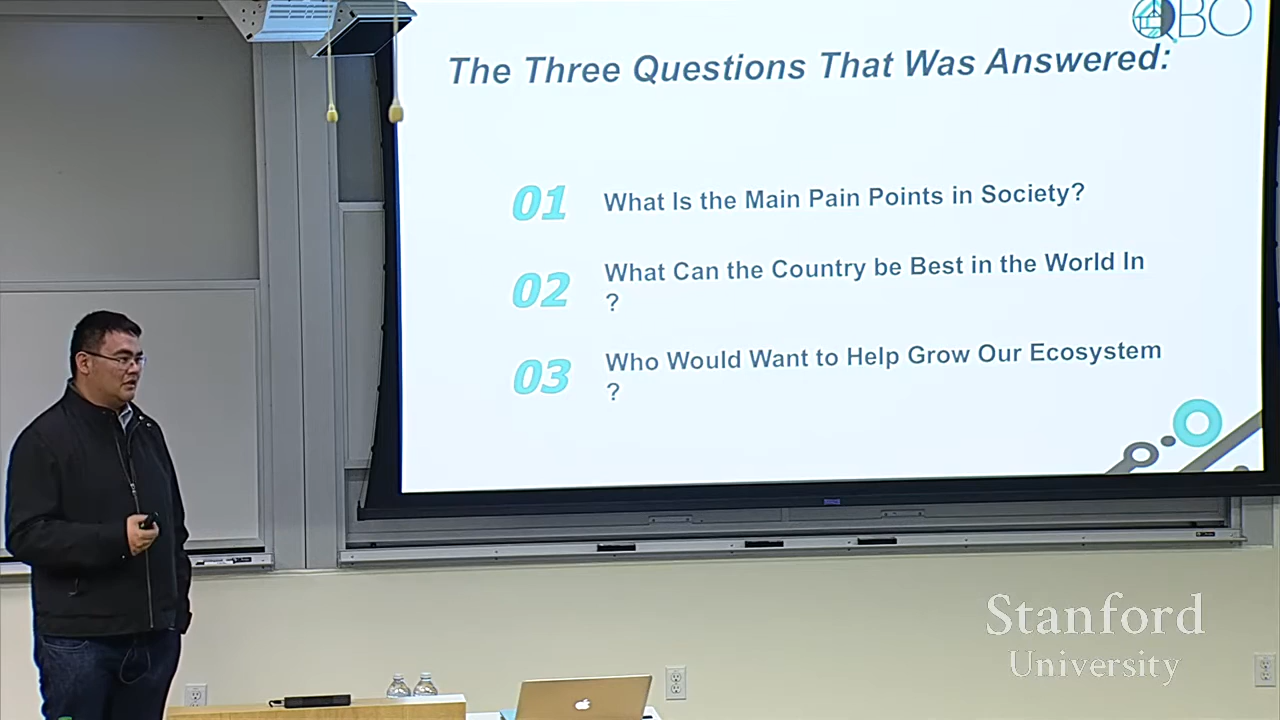 QBO
The Three Questions That Was Answered:
01 What Is the Main Pain Points in Society?
02 What Can the Country be Best in the World In
?
03 Who Would Want to Help Grow Our Ecosystem
?
Stanford
University